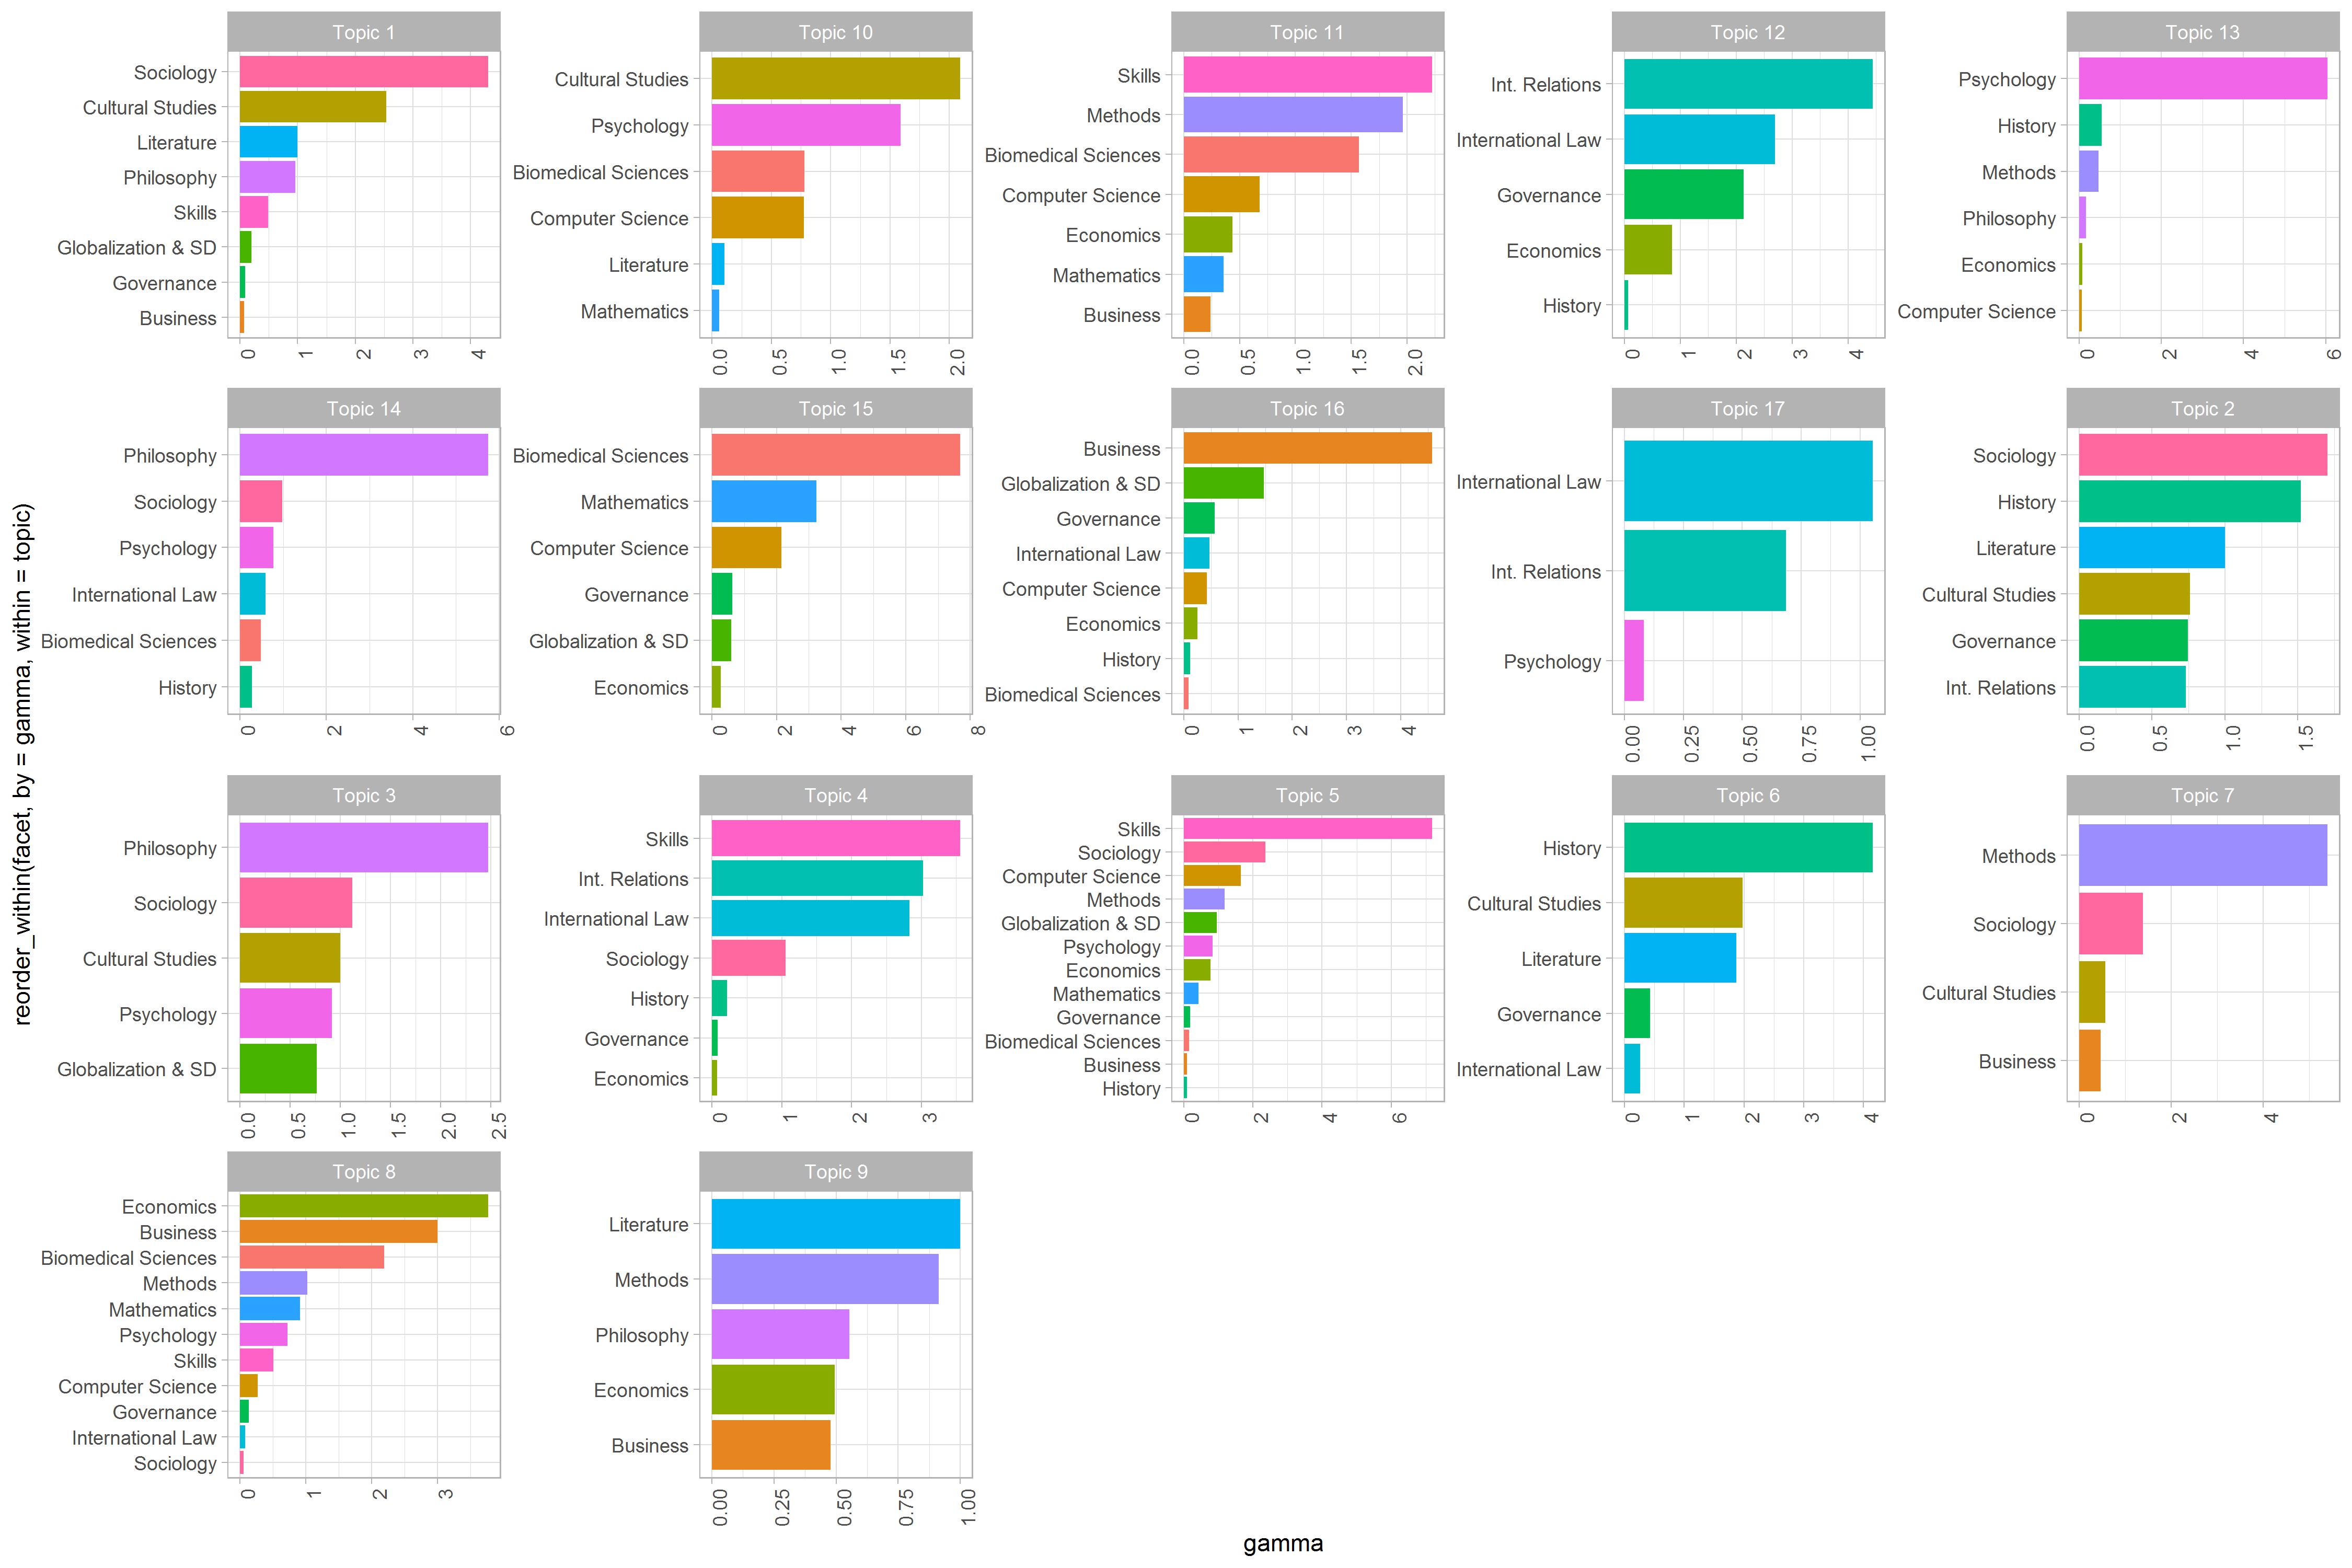 Topic 1
Sociology
Cultural Studies
Literature
Philosophy
Skills
Globalization & SD
Governance
Business
0 1 2 3 4
Topic 10
Cultural Studies
Psychology
Biomedical Sciences
Computer Science
Literature
Mathematics
0.0 0.5 1.0 1.5 2.0
Topic 11
Skills
Methods
Biomedical Sciences
Computer Science
Economics
Mathematics
Business
0.0 0.5 1.0 1.5 2.0
Topic 12
Int. Relations
International Law
Governance
Economics
History
0 1 2 3 4
Topic 13
Psychology
History
Methods
Philosophy
Economics
Computer Science
0 2 4 6
Topic 14
Philosophy
Sociology
Psychology
International Law
Biomedical Sciences
History
0 2 4 6
Topic 15
Biomedical Sciences
Mathematics
Computer Science
Governance
Globalization & SD
Economics
0 2 4 6 8
Topic 16
Business
Globalization & SD
Governance
International Law
Computer Science
Economics
History
Biomedical Sciences
0 1 2 3 4
Topic 17
International Law
Int. Relations
Psychology
0.00 0.25 0.50 0.75 1.00
Topic 2
Sociology
History
Literature
Cultural Studies
Governance
Int. Relations
0.0 0.5 1.0 1.5
Topic 3
Philosophy
Sociology
Cultural Studies
Psychology
Globalization & SD
0.0 0.5 1.0 1.5 2.0 2.5
Topic 4
Skills
Int. Relations
International Law
Sociology
History
Governance
Economics
0 1 2 3
Topic 5
Skills
Sociology
Computer Science
Methods
Globalization & SD
Psychology
Economics
Mathematics
Governance
Biomedical Sciences
Business
History
0 2 4 6
Topic 6
History
Cultural Studies
Literature
Governance
International Law
0 1 2 3 4
Topic 7
Methods
Sociology
Cultural Studies
Business
0 2 4
Topic 8
Economics
Business
Biomedical Sciences
Methods
Mathematics
Psychology
Skills
Computer Science
Governance
International Law
Sociology
0 1 2 3
Topic 9
Literature
Methods
Philosophy
Economics
Business
0.00 0.25 0.50 0.75 1.00
reorder_within(facet, by = gamma, within = topic)
gamma